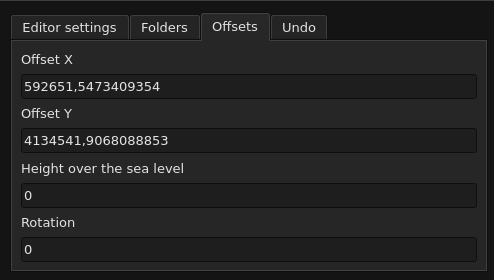 Editor settings Folders Offsets Undo
Offset X
592651,5473409354
Offset Y
4134541,9068088853
Height over the sea level
0
Rotation
0